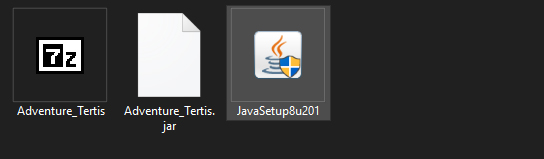 7z
Adventure_Tertis
Adventure_Tertis.
jar
JavaSetup8u201